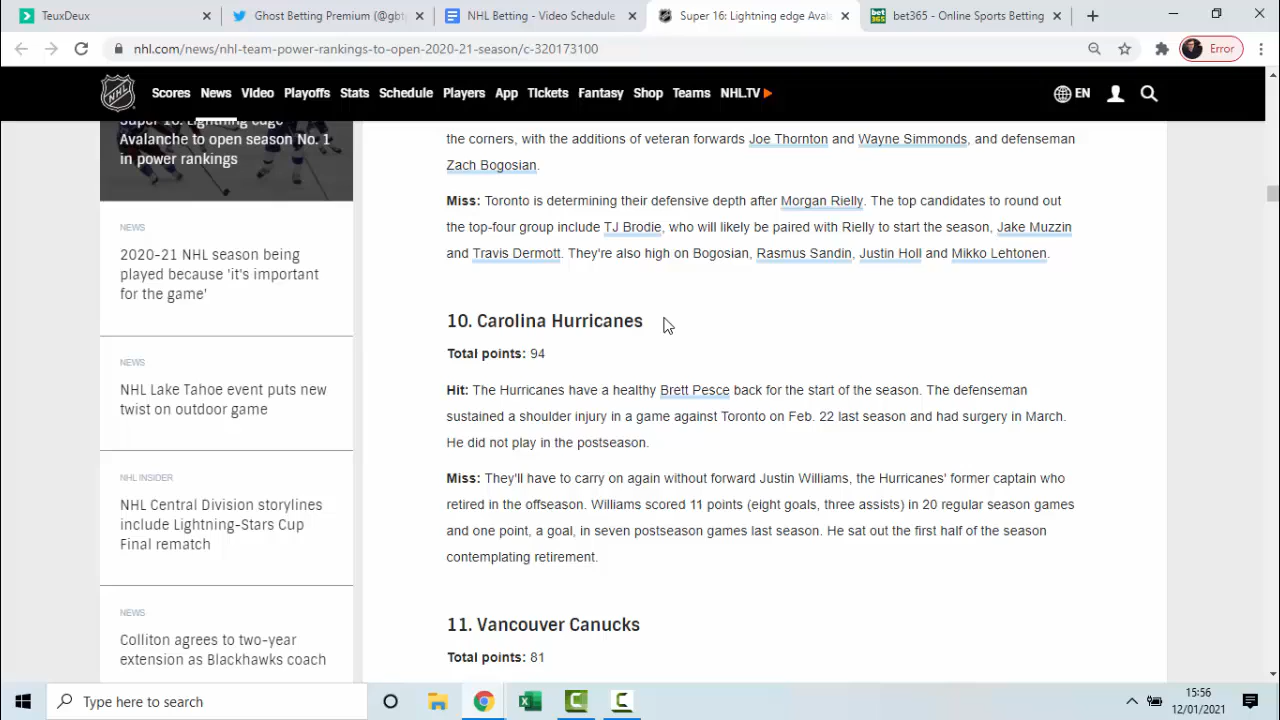 TeuxDeux
Ghost Betting Premium (@g
NHL Betting - Video Schedule
Super 16: Lightning edge Aval
bet365 - Online Sports Betting
nhl.com/news/nhl-team-power-rankings-to-open-2020-21-season/c-320173100
Error
NHL
Scores News Video Playoffs Stats Schedule Players App Tickets Fantasy Shop Teams NHL.TV
EN
Super 16: Lightning edge
Avalanche to open season No. 1
in power rankings
NEWS
2020-21 NHL season being
played because 'it's important
for the game'
NEWS
NHL Lake Tahoe event puts new
twist on outdoor game
NHL INSIDER
NHL Central Division storylines
include Lightning-Stars Cup
Final rematch
NEWS
Colliton agrees to two-year
extension as Blackhawks coach
the corners, with the additions of veteran forwards Joe Thornton and Wayne Simmonds, and defenseman
Zach Bogosian.
Miss: Toronto is determining their defensive depth after Morgan Rielly. The top candidates to round out
the top-four group include TJ Brodie, who will likely be paired with Rielly to start the season, Jake Muzzin
and Travis Dermott. They're also high on Bogosian, Rasmus Sandin, Justin Holl and Mikko Lehtonen.
10. Carolina Hurricanes
Total points: 94
Hit: The Hurricanes have a healthy Brett Pesce back for the start of the season. The defenseman
sustained a shoulder injury in a game against Toronto on Feb. 22 last season and had surgery in March.
He did not play in the postseason.
Miss: They'll have to carry on again without forward Justin Williams, the Hurricanes' former captain who
retired in the offseason. Williams scored 11 points (eight goals, three assists) in 20 regular season games
and one point, a goal, in seven postseason games last season. He sat out the first half of the season
contemplating retirement.
11. Vancouver Canucks
Total points: 81
Type here to search
15:56
12/01/2021